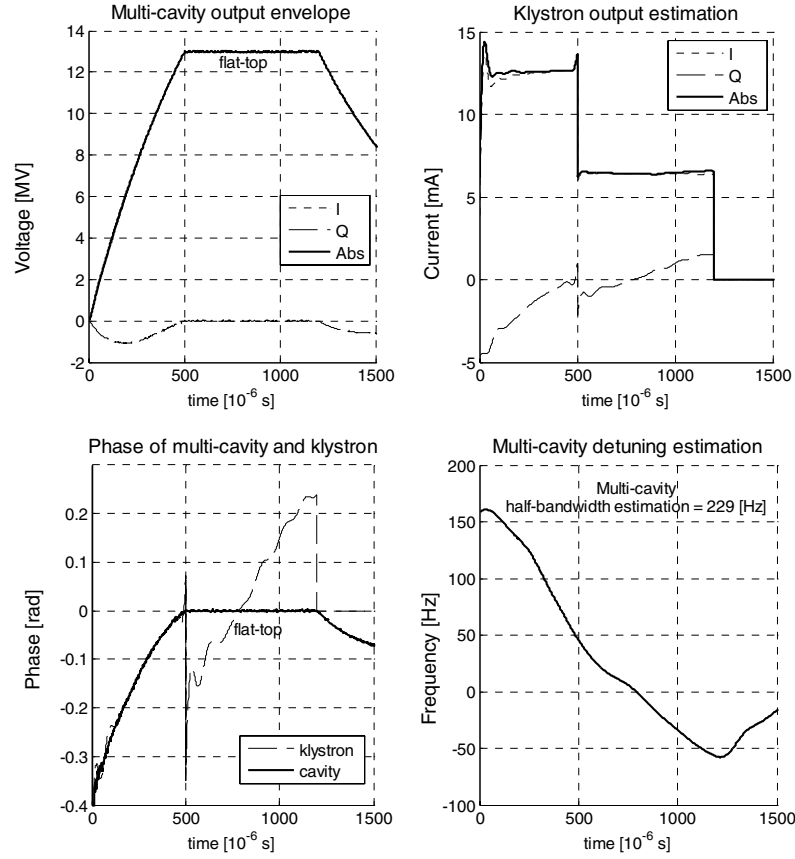 Multi-cavity output envelope
Voltage [MV]
14
12
10
8
6
4
2
0
-2
flat-top
I
Q
Abs
0
500
1000
1500
time [10-6 s]
Klystron output estimation
Current [mA]
15
10
5
0
-5
I
Q
Abs
0
500
1000
1500
time [10-6 s]
Phase of multi-cavity and klystron
Phase [rad]
0.2
0.1
0
-0.1
-0.2
-0.3
-0.4
flat-top
klystron
cavity
0
500
1000
1500
time [10-6 s]
Multi-cavity detuning estimation
Frequency [Hz]
200
150
100
50
0
-50
-100
Multi-cavity
half-bandwidth estimation = 229 [Hz]
0
500
1000
1500
time [10-6 s]